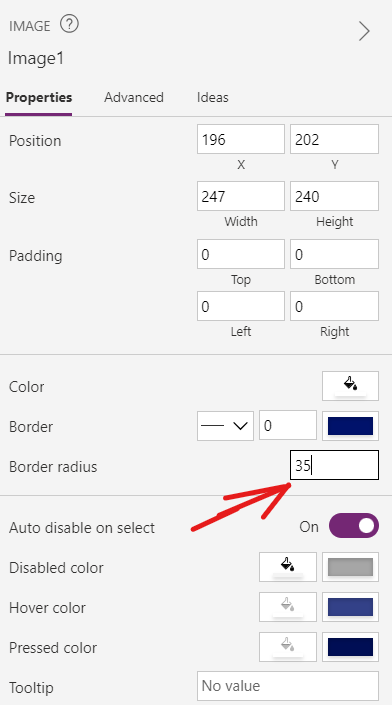 IMAGE ?
Image1
Properties Advanced Ideas
Position 196 202
X Y
Size 247 240
Width Height
Padding 0 0
Top Bottom
0 0
Left Right
Color
Border 0
Border radius 35
Auto disable on select On
Disabled color
Hover color
Pressed color
Tooltip No value